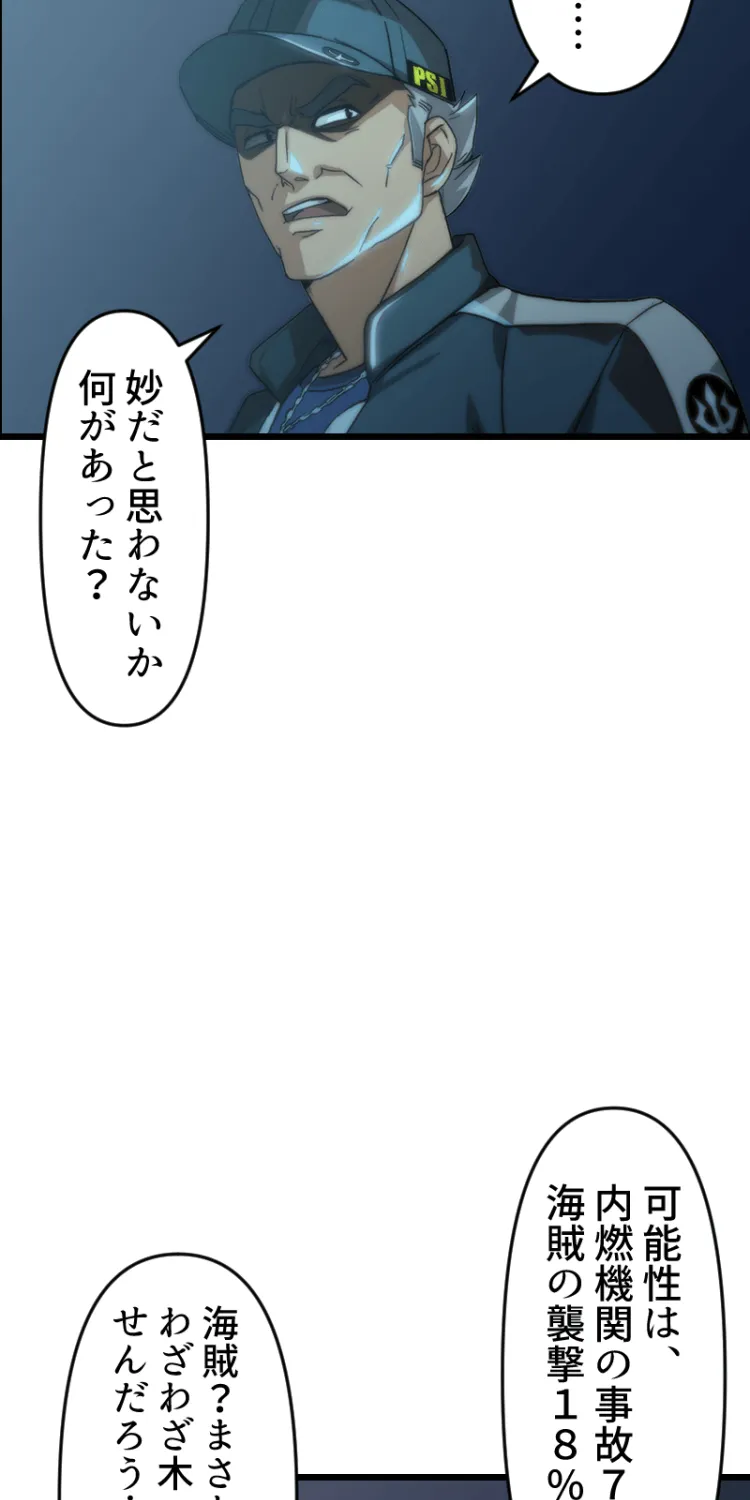 ……
PSI
妙だと思わないか
何があった？
可能性は、
内燃機関の事故7
海賊の襲撃18%
海賊？まさ
わざわざ木
せんだろう